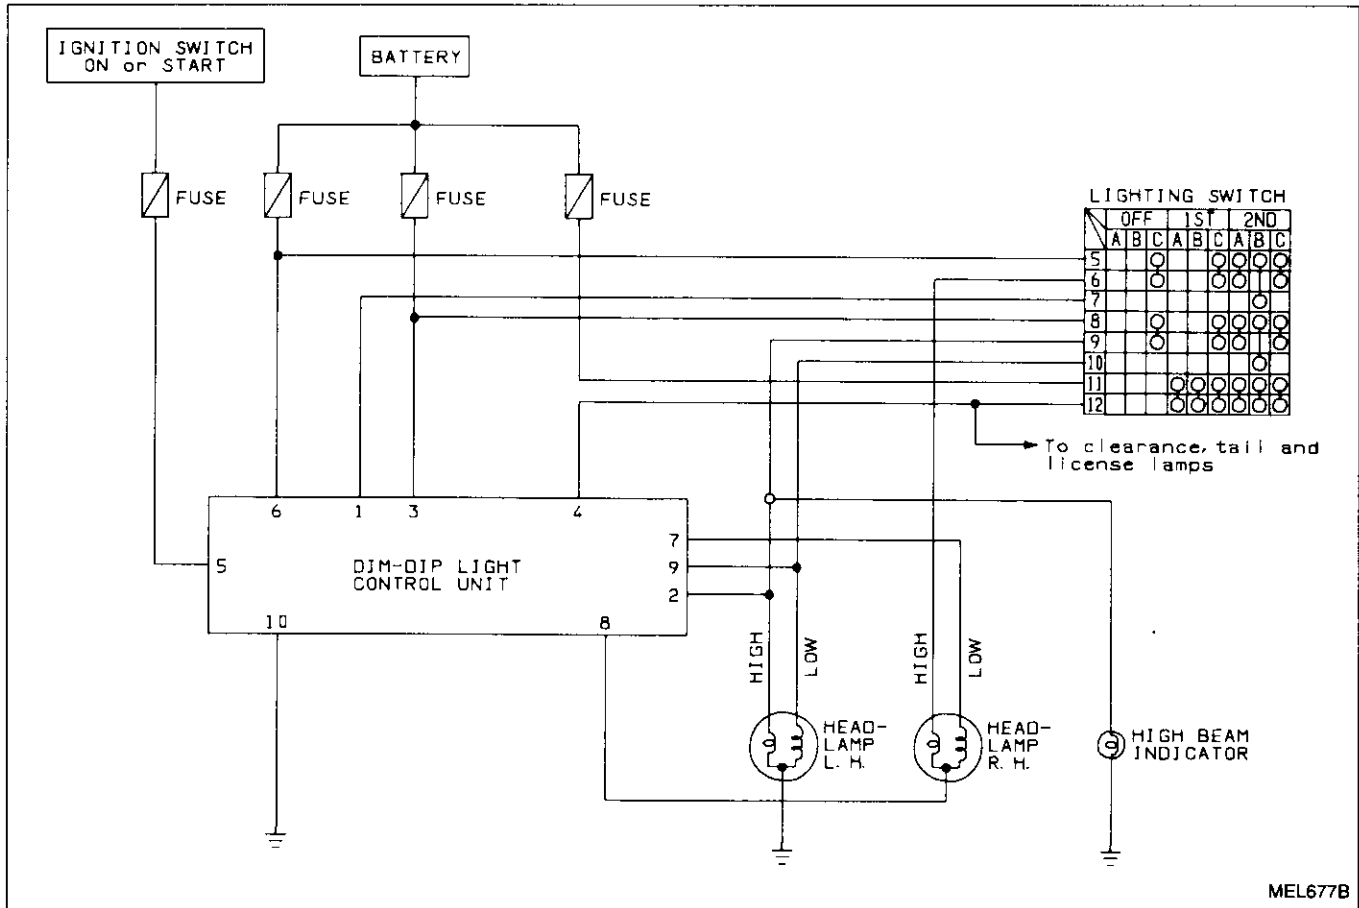 IGNITION SWITCH
ON or START
BATTERY
FUSE
FUSE
FUSE
FUSE
LIGHTING SWITCH
OFF 1ST 2ND
A B C A B C A B C
5
6
7
8
9
10
11
12
To clearance, tail and
license lamps
6 1 3 4
5
DIM-DIP LIGHT
CONTROL UNIT
7
9
2
10 8
HIGH
LOW
HIGH
LOW
HEAD-
LAMP
L. H.
HEAD-
LAMP
R. H.
HIGH BEAM
INDICATOR
MEL677B